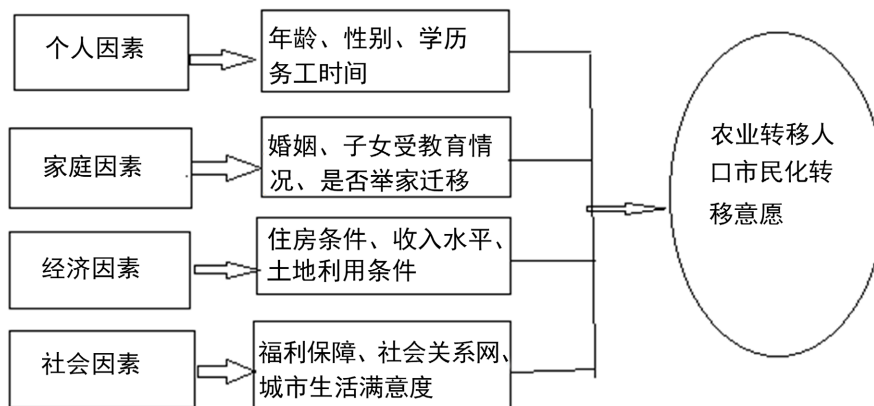 个人因素
年龄、性别、学历
务工时间
家庭因素
婚姻、子女受教育情
况、是否举家迁移
经济因素
住房条件、收入水平、
土地利用条件
社会因素
福利保障、社会关系网、
城市生活满意度
农业转移人
口市民化转
移意愿